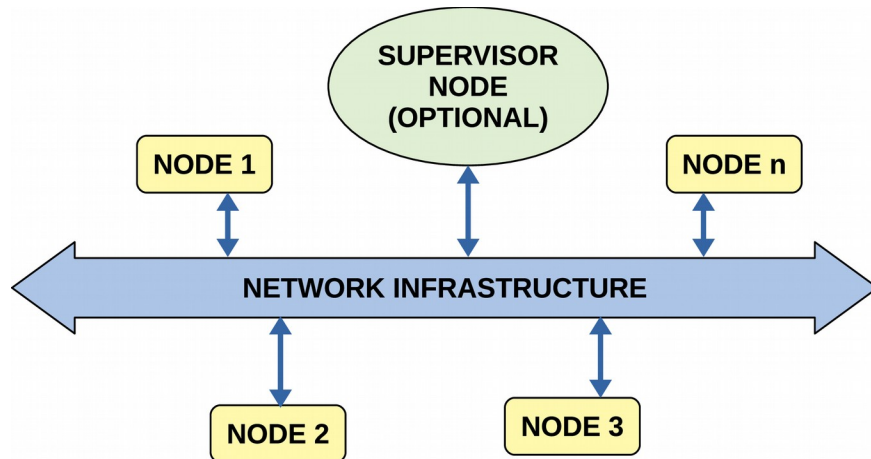 SUPERVISOR
NODE
(OPTIONAL)
NODE 1
NODE n
NETWORK INFRASTRUCTURE
NODE 2
NODE 3